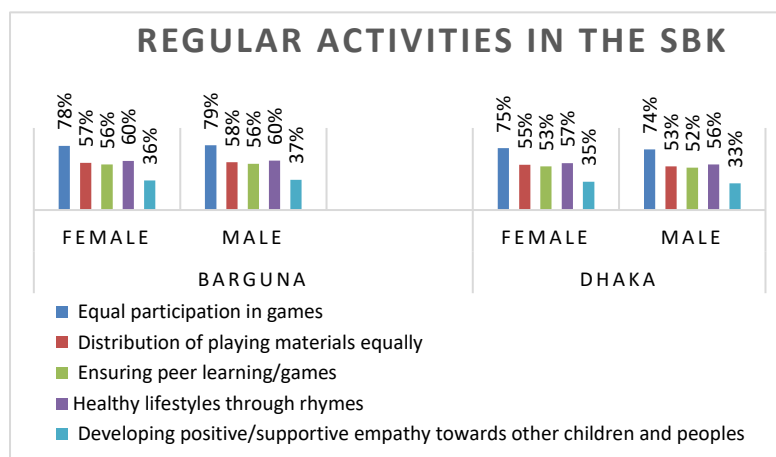 REGULAR ACTIVITIES IN THE SBK
78% 57% 56% 60% 36% 79% 58% 56% 60% 37% 75% 55% 53% 57% 35% 74% 53% 52% 56% 33%
FEMALE MALE FEMALE MALE
BARGUNA DHAKA
Equal participation in games
Distribution of playing materials equally
Ensuring peer learning/games
Healthy lifestyles through rhymes
Developing positive/supportive empathy towards other children and peoples